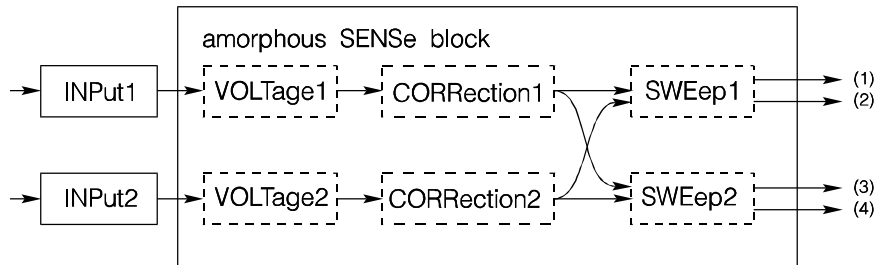 amorphous SENSe block
INPut1
VOLTage1
CORRection1
SWEep1
(1)
(2)
INPut2
VOLTage2
CORRection2
SWEep2
(3)
(4)